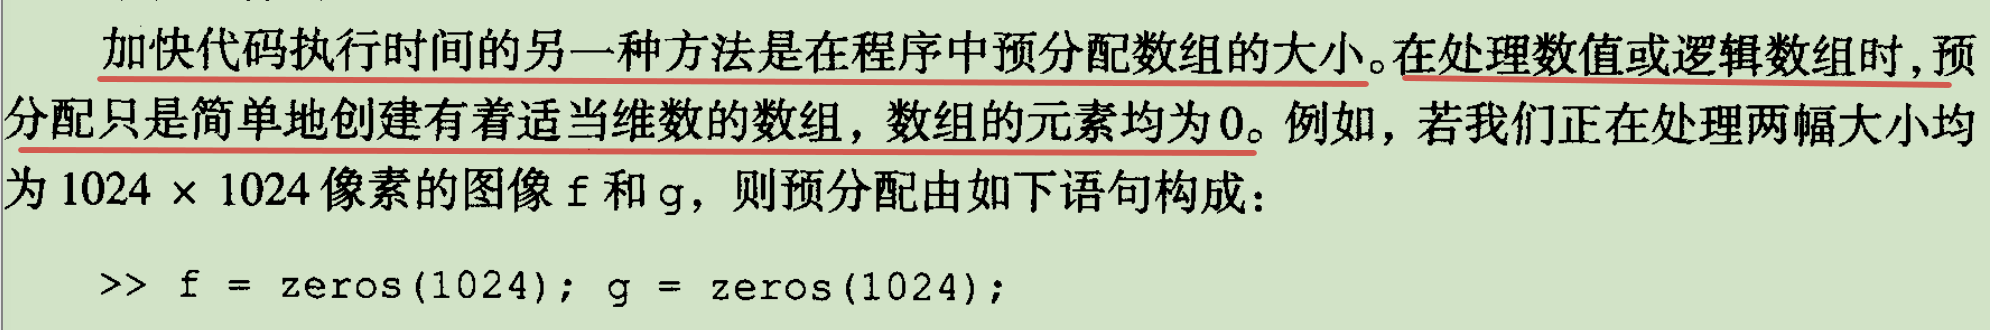 加快代码执行时间的另一种方法是在程序中预分配数组的大小。在处理数值或逻辑数组时,预
分配只是简单地创建有着适当维数的数组，数组的元素均为0。例如，若我们正在处理两幅大小均
为 1024 × 1024 像素的图像 f 和 g，则预分配由如下语句构成：
>> f = zeros(1024); g = zeros(1024);